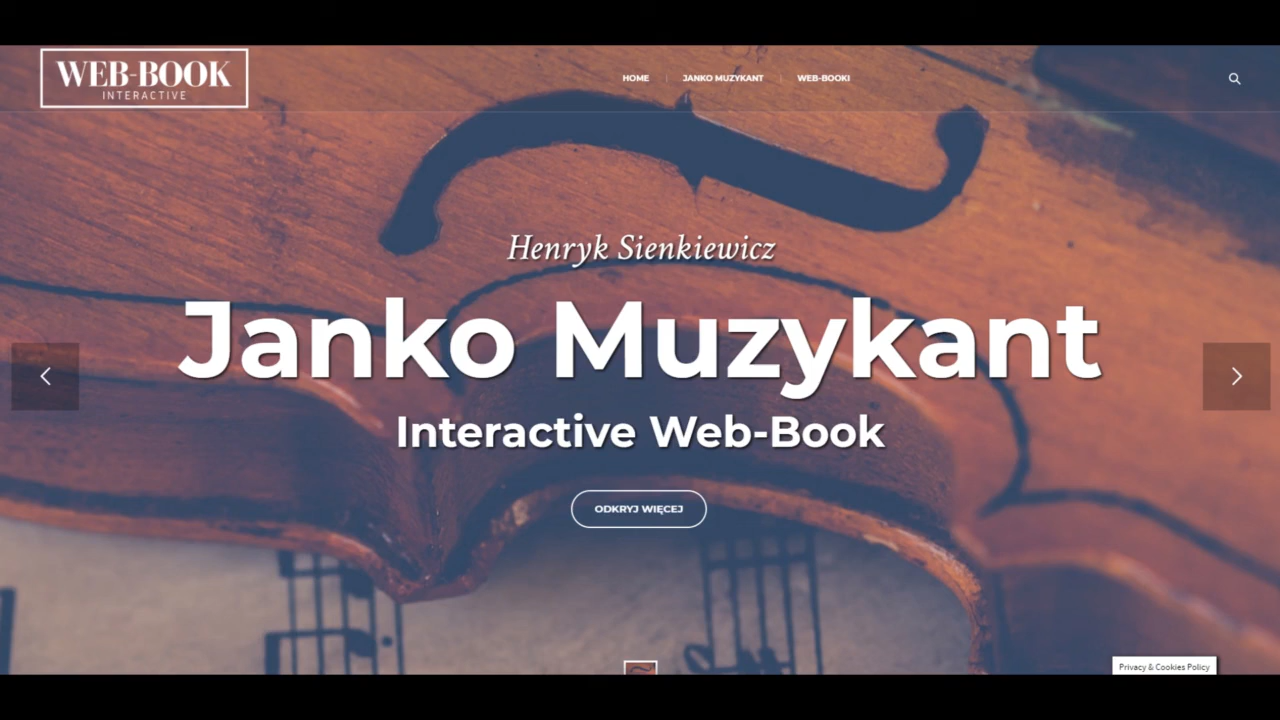 WEB-BOOK
INTERACTIVE
HOME
JANKO MUZYKANT
WEB-BOOKI
Henryk Sienkiewicz
Janko Muzykant
Interactive Web-Book
ODKRYJ WIĘCEJ
Privacy & Cookies Policy